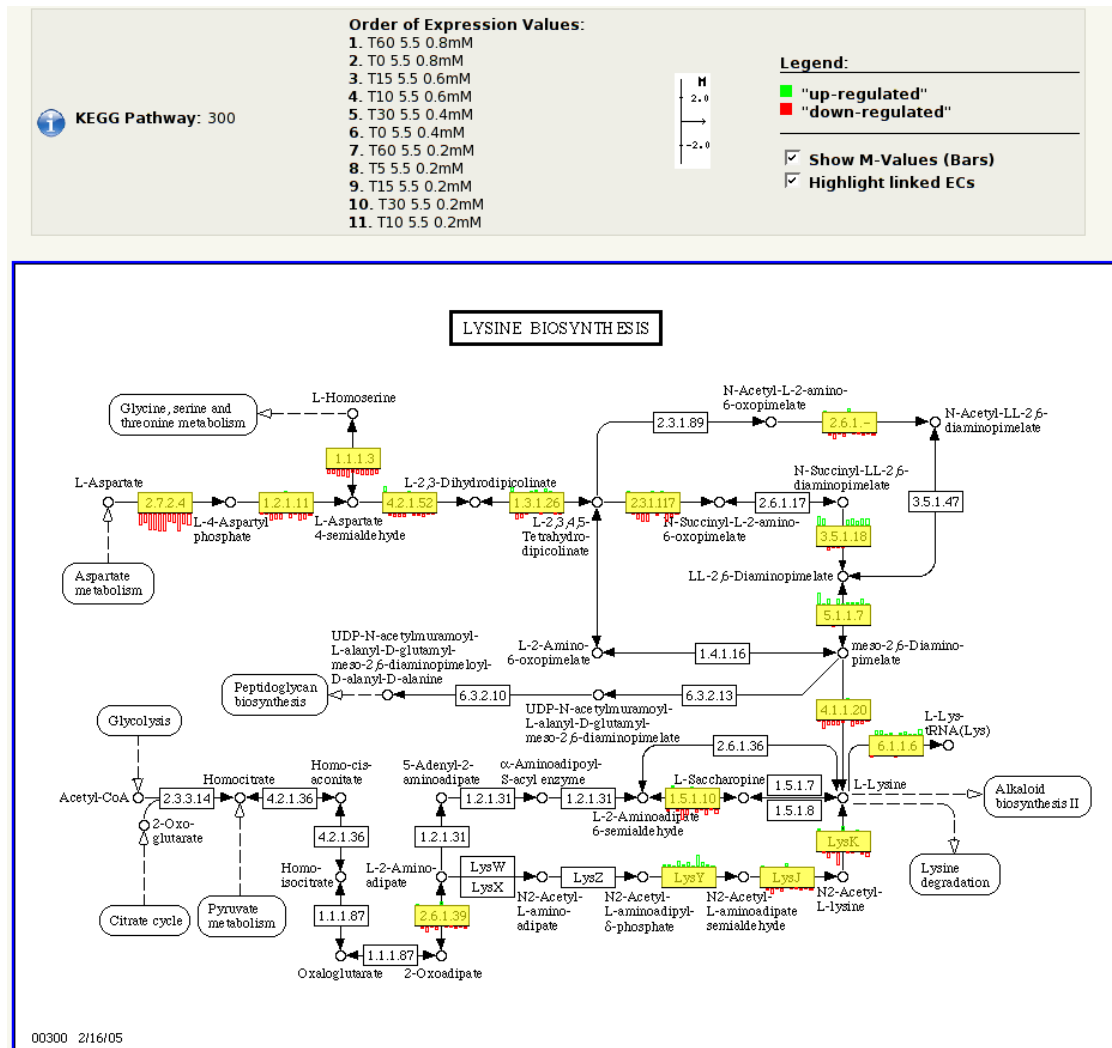 Order of Expression Values:
1. T60 5.5 0.8mM
2. T0 5.5 0.8mM
3. T15 5.5 0.6mM
4. T10 5.5 0.6mM
5. T30 5.5 0.4mM
6. T0 5.5 0.4mM
7. T60 5.5 0.2mM
8. T5 5.5 0.2mM
9. T15 5.5 0.2mM
10. T30 5.5 0.2mM
11. T10 5.5 0.2mM
KEGG Pathway: 300
M
2.0
-2.0
Legend:
"up-regulated"
"down-regulated"
Show M-Values (Bars)
Highlight linked ECs
LYSINE BIOSYNTHESIS
Glycine, serine and
threonine metabolism
L-Homoserine
1.1.1.3
N-Acetyl-L-2-amino-
6-oxopimelate
2.3.1.89
2.6.1.-
N-Acetyl-LL-2,6-
diaminopimelate
L-Aspartate
2.7.2.4
L-4-Aspartyl
phosphate
1.2.1.11
L-Aspartate
4-semialdehyde
4.2.1.52
L-2,3-Dihydrodipicolinate
1.3.1.26
L-2,3,4,5-
Tetrahydro-
dipicolinate
2.3.1.117
N-Succinyl-L-2-amino-
6-oxopimelate
2.6.1.17
N-Succinyl-LL-2,6-
diaminopimelate
3.5.1.47
3.5.1.18
Aspartate
metabolism
LL-2,6-Diaminopimelate
5.1.1.7
UDP-N-acetylmuramoyl-
L-alanyl-D-glutamyl-
meso-2,6-diaminopimeloyl-
D-alanyl-D-alanine
L-2-Amino-
6-oxopimelate
1.4.1.16
meso-2,6-Diamino-
pimelate
Peptidoglycan
biosynthesis
6.3.2.10
6.3.2.13
UDP-N-acetylmuramoyl-
L-alanyl-D-glutamyl-
meso-2,6-diaminopimelate
4.1.1.20
Glycolysis
L-Lys-
tRNA(Lys)
6.1.1.6
2.6.1.36
Acetyl-CoA
2.3.3.14
Homocitrate
4.2.1.36
Homo-cis-
aconitate
5-Adenyl-2-
aminoadipate
1.2.1.31
α-Aminoadipoyl-
S-acyl enzyme
1.2.1.31
L-2-Aminoadipate
6-semialdehyde
1.5.1.10
L-Saccharopine
1.5.1.7
1.5.1.8
L-Lysine
Alkaloid
biosynthesis II
2-Oxo-
glutarate
4.2.1.36
1.2.1.31
LysK
Lysine
degradation
Homo-
isocitrate
L-2-Amino-
adipate
LysW
LysX
LysZ
LysY
LysJ
N2-Acetyl-
L-lysine
N2-Acetyl-
L-amino-
adipate
N2-Acetyl-
L-aminoadipyl-
δ-phosphate
N2-Acetyl-
L-aminoadipate
semialdehyde
Citrate cycle
Pyruvate
metabolism
1.1.1.87
2.6.1.39
1.1.1.87
Oxaloglutarate
2-Oxoadipate
00300 2/16/05